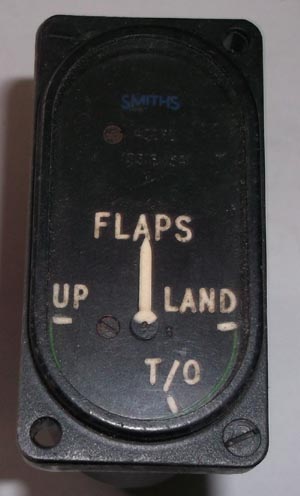 SMITHS
FLAPS
UP LAND
T/O